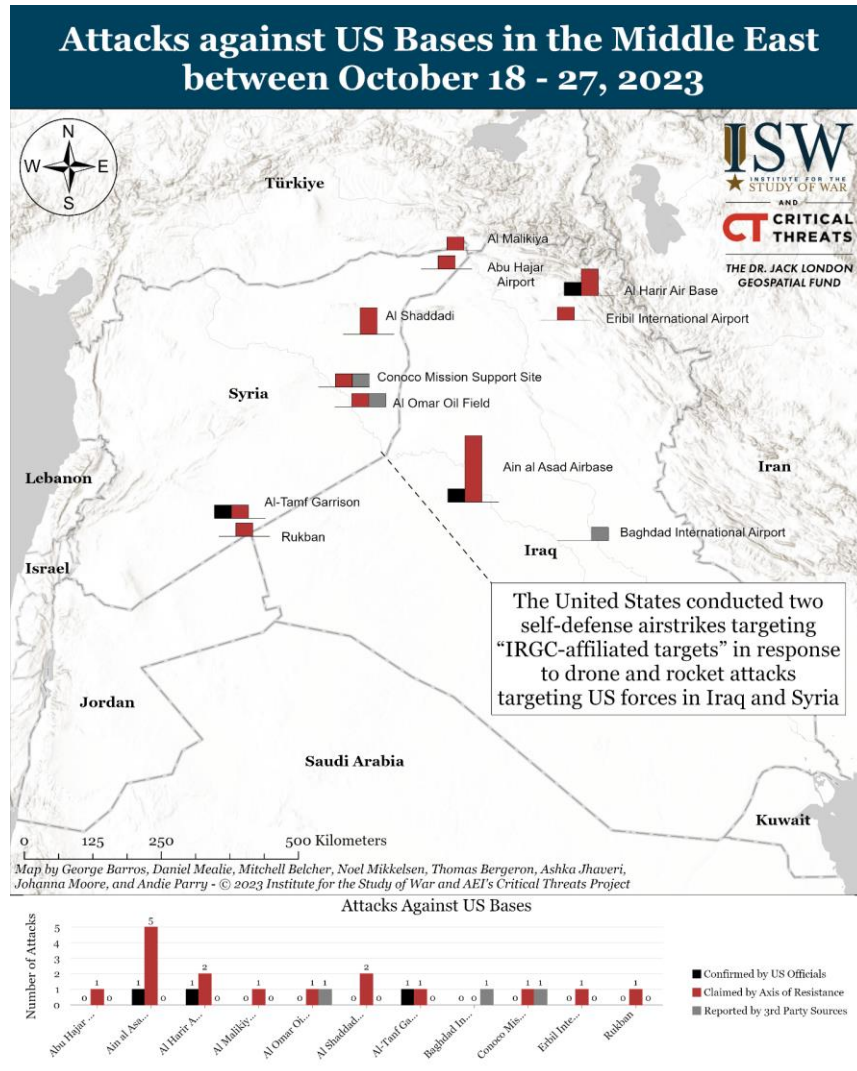 Attacks against US Bases in the Middle East
between October 18 - 27, 2023
N
W
E
S
ISW
INSTITUTE FOR THE
STUDY OF WAR
AND
CT CRITICAL
THREATS
THE DR. JACK LONDON
GEOSPATIAL FUND
Türkiye
Al Malikiya
Abu Hajar
Airport
Al Harir Air Base
Eribil International Airport
Al Shaddadi
Conoco Mission Support Site
Al Omar Oil Field
Syria
Ain al Asad Airbase
Iran
Lebanon
Al-Tamf Garrison
Rukban
Baghdad International Airport
Iraq
Israel
The United States conducted two
self-defense airstrikes targeting
“IRGC-affiliated targets” in response
to drone and rocket attacks
targeting US forces in Iraq and Syria
Jordan
Saudi Arabia
Kuwait
0 125 250 500 Kilometers
Map by George Barros, Daniel Mealie, Mitchell Belcher, Noel Mikkelsen, Thomas Bergeron, Ashka Jhaveri,
Johanna Moore, and Andie Parry - © 2023 Institute for the Study of War and AEI's Critical Threats Project
Attacks Against US Bases
Number of Attacks
5
4
3
2
1
0
0 1 0 1 5 0 1 2 0 0 1 0 0 1 1 0 2 0 1 1 0 0 0 1 0 1 1 0 1 0 0 1 0
Abu Hajar ...
Ain al Asa...
Al Harir A...
Al Malikiy...
Al Omar Oi...
Al Shaddad...
Al-Tanf Ga...
Baghdad In...
Conoco Mis...
Erbil Inte...
Rukban
Confirmed by US Officials
Claimed by Axis of Resistance
Reported by 3rd Party Sources